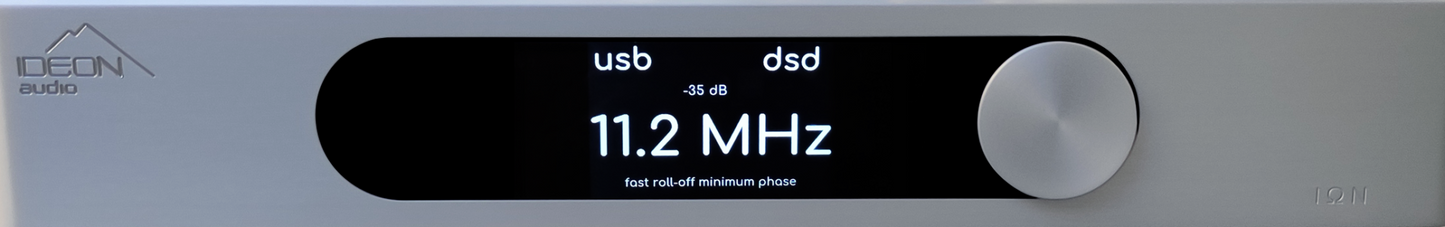 IDEON
audio
usb dsd
-35 dB
11.2 MHz
fast roll-off minimum phase
IΩN